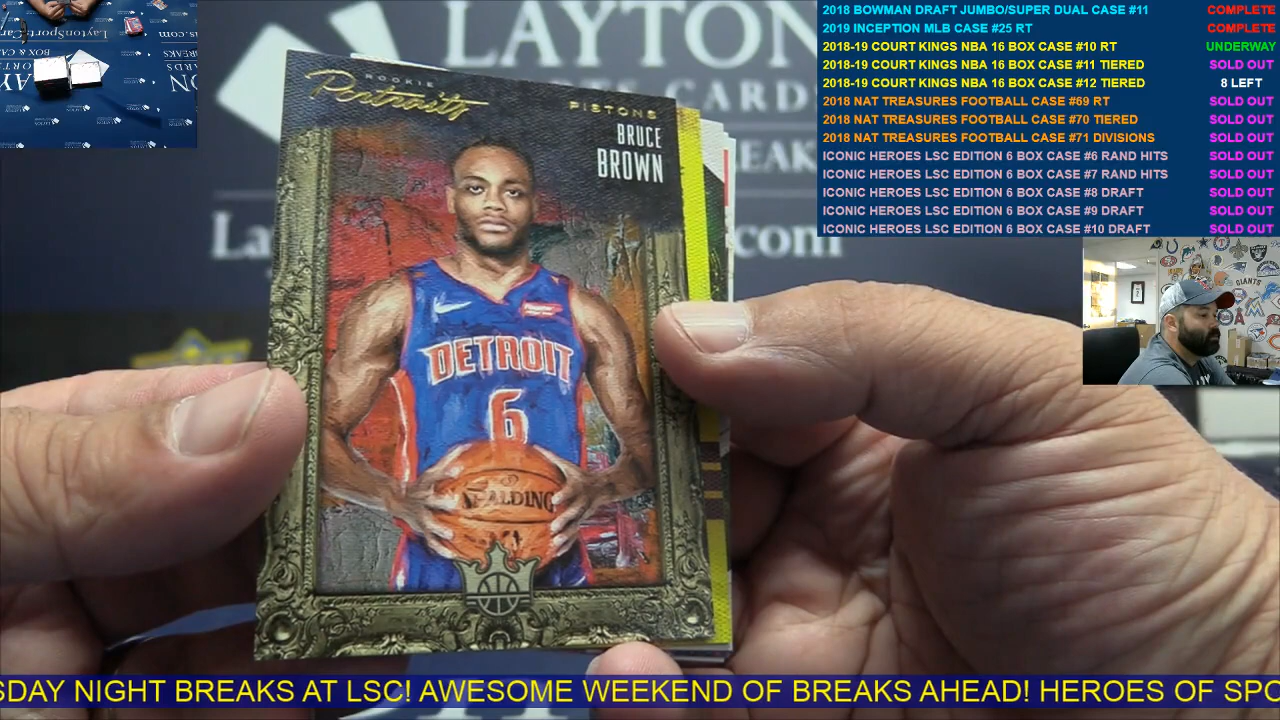 2018 BOWMAN DRAFT JUMBO/SUPER DUAL CASE #11 COMPLETE
2019 INCEPTION MLB CASE #25 RT COMPLETE
2018-19 COURT KINGS NBA 16 BOX CASE #10 RT UNDERWAY
2018-19 COURT KINGS NBA 16 BOX CASE #11 TIERED SOLD OUT
2018-19 COURT KINGS NBA 16 BOX CASE #12 TIERED 8 LEFT
2018 NAT TREASURES FOOTBALL CASE #69 RT SOLD OUT
2018 NAT TREASURES FOOTBALL CASE #70 TIERED SOLD OUT
2018 NAT TREASURES FOOTBALL CASE #71 DIVISIONS SOLD OUT
ICONIC HEROES LSC EDITION 6 BOX CASE #6 RAND HITS SOLD OUT
ICONIC HEROES LSC EDITION 6 BOX CASE #7 RAND HITS SOLD OUT
ICONIC HEROES LSC EDITION 6 BOX CASE #8 DRAFT SOLD OUT
ICONIC HEROES LSC EDITION 6 BOX CASE #9 DRAFT SOLD OUT
ICONIC HEROES LSC EDITION 6 BOX CASE #10 DRAFT SOLD OUT
LAYTON
CARDS
.com
ROOKIE
Portraits
PISTONS
BRUCE
BROWN
DETROIT
6
SPALDING
GIANTS
SDAY NIGHT BREAKS AT LSC! AWESOME WEEKEND OF BREAKS AHEAD! HEROES OF SPO